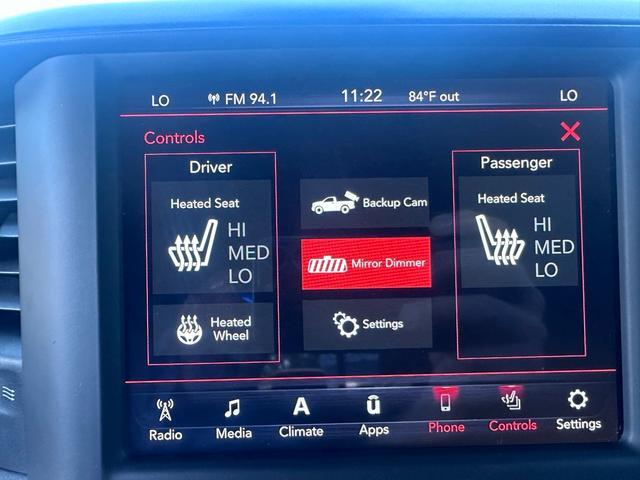 LO FM 94.1 11:22 84°F out LO
Controls
Driver
Heated Seat
HI
MED
LO
Heated
Wheel
Backup Cam
Mirror Dimmer
Settings
Passenger
Heated Seat
HI
MED
LO
Radio Media Climate Apps Phone Controls Settings